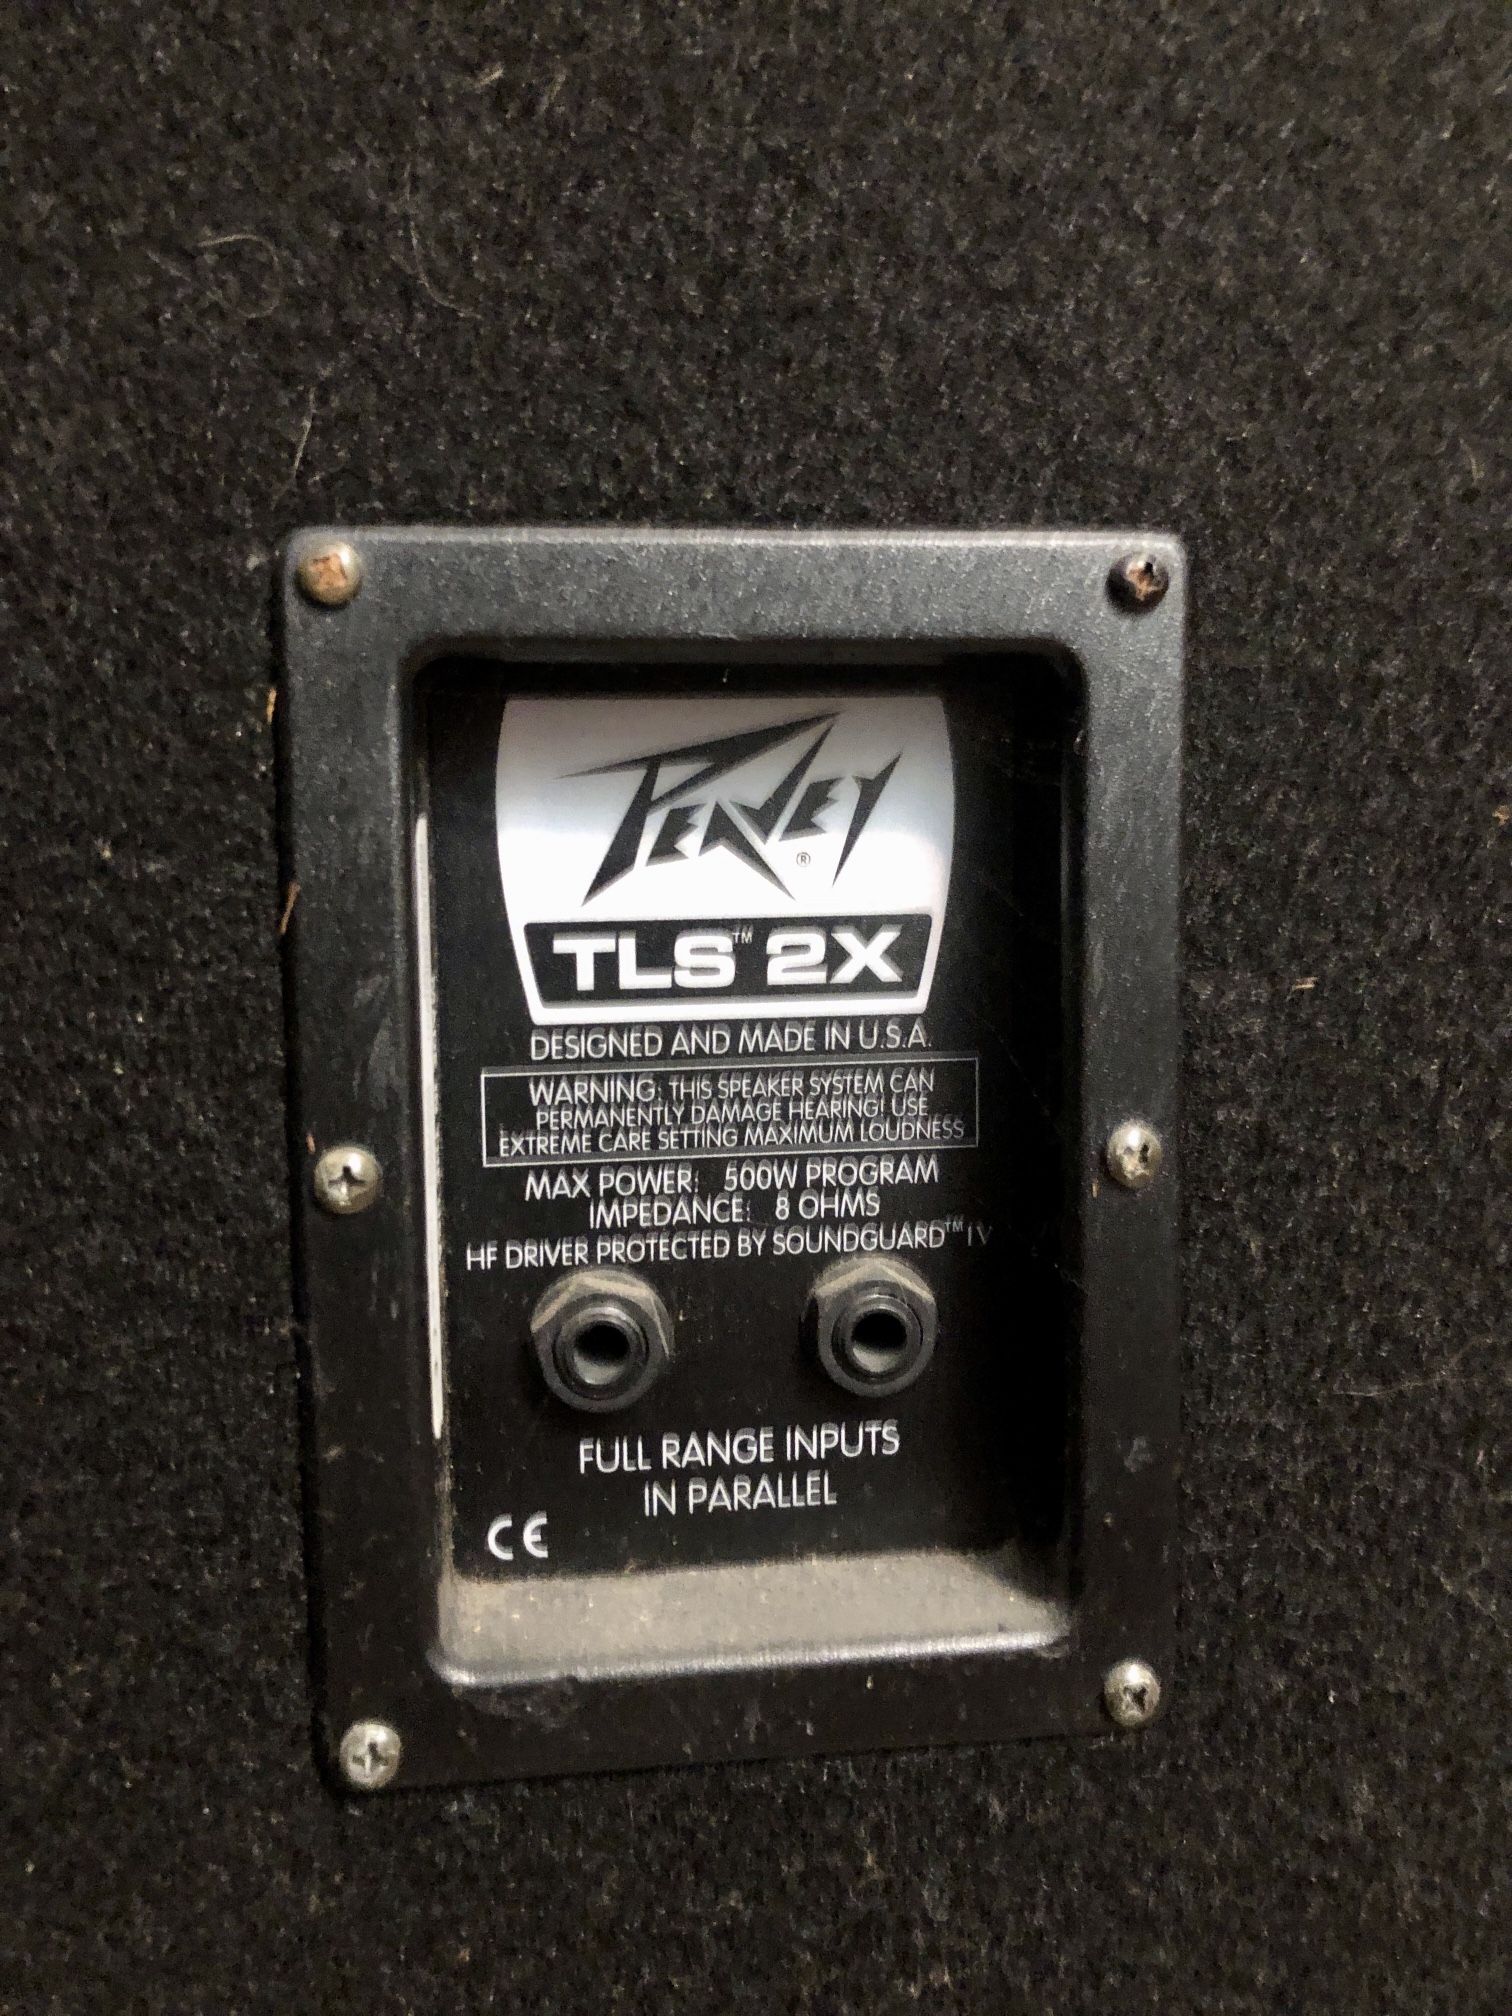 PEAVEY®
TLS™ 2X
DESIGNED AND MADE IN U.S.A.
WARNING: THIS SPEAKER SYSTEM CAN
PERMANENTLY DAMAGE HEARING! USE
EXTREME CARE SETTING MAXIMUM LOUDNESS
MAX POWER: 500W PROGRAM
IMPEDANCE: 8 OHMS
HF DRIVER PROTECTED BY SOUNDGUARD™ IV
FULL RANGE INPUTS
IN PARALLEL
CE